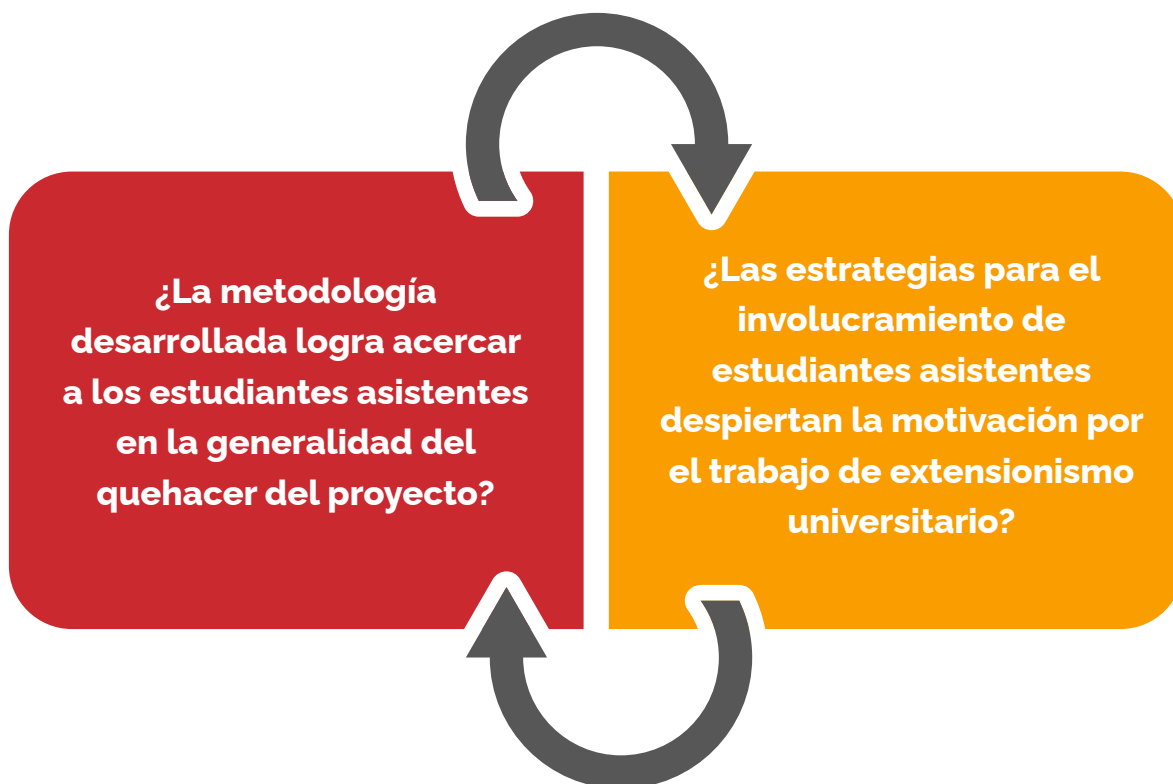 ¿La metodología
desarrollada logra acercar
a los estudiantes asistentes
en la generalidad del
quehacer del proyecto?
¿Las estrategias para el
involucramiento de
estudiantes asistentes
despiertan la motivación por
el trabajo de extensionismo
universitario?